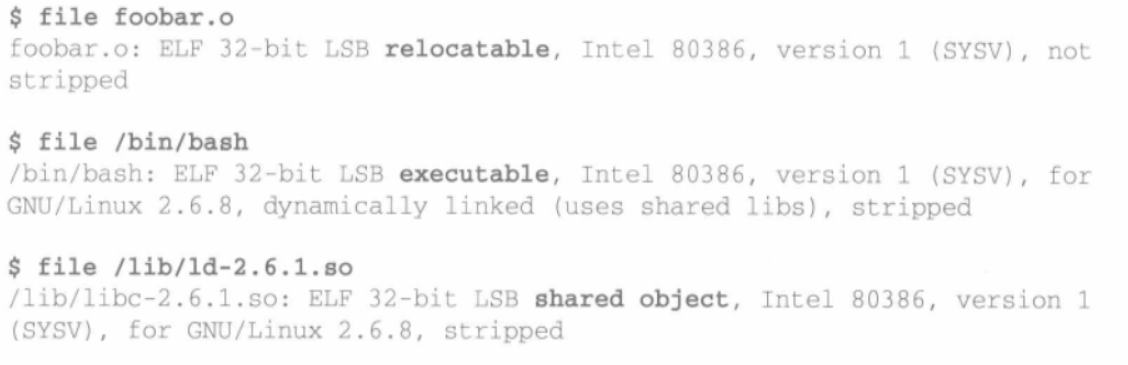 $ file foobar.o
foobar.o: ELF 32-bit LSB relocatable, Intel 80386, version 1 (SYSV), not
stripped
$ file /bin/bash
/bin/bash: ELF 32-bit LSB executable, Intel 80386, version 1 (SYSV), for
GNU/Linux 2.6.8, dynamically linked (uses shared libs), stripped
$ file /lib/ld-2.6.1.so
/lib/libc-2.6.1.so: ELF 32-bit LSB shared object, Intel 80386, version 1
(SYSV), for GNU/Linux 2.6.8, stripped